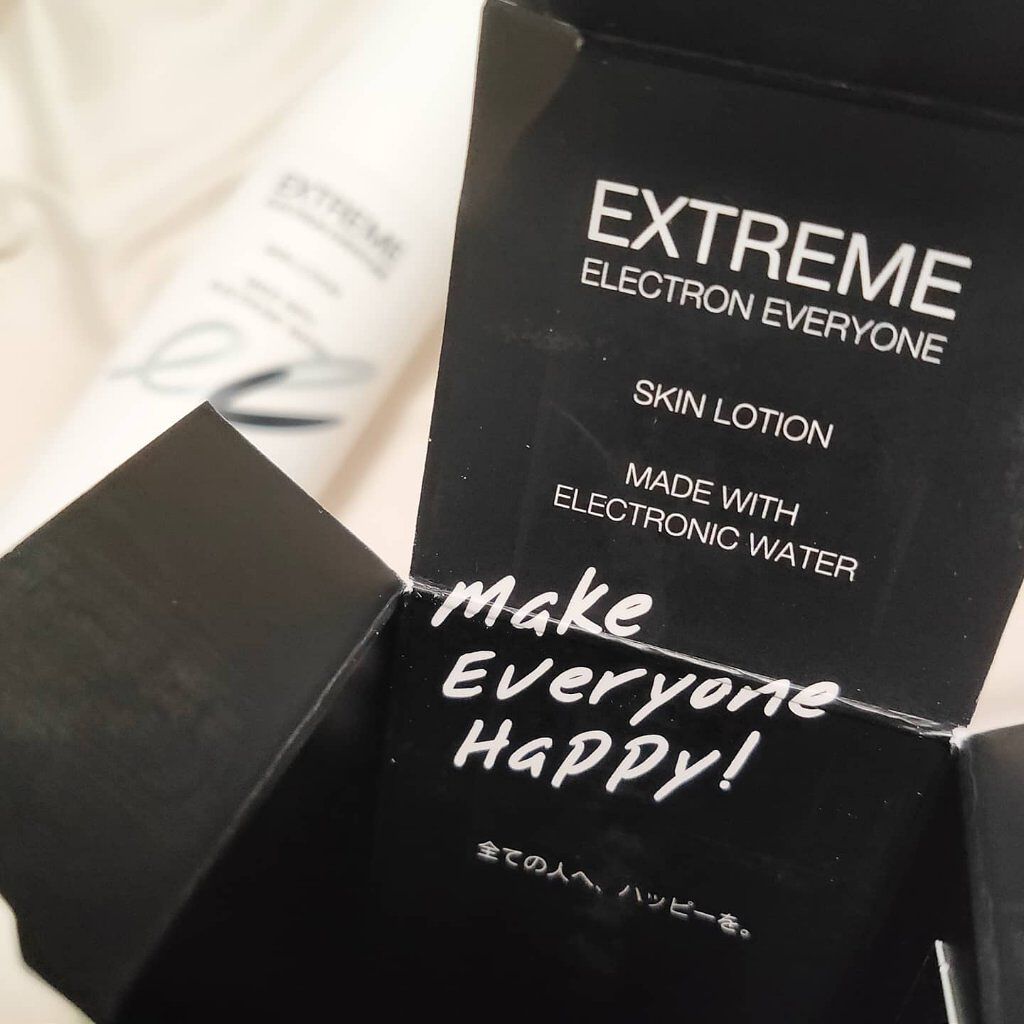 EXTREME
ELECTRON EVERYONE
SKIN LOTION
MADE WITH
ELECTRONIC WATER
Make
Everyone
Happy!
全ての人へ、ハッピーを。
EXTREME